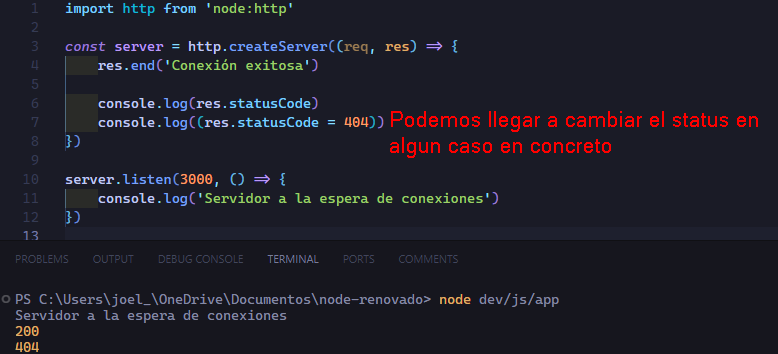 1 import http from 'node:http'
2
3 const server = http.createServer((req, res) => {
4 res.end('Conexión exitosa')
5
6 console.log(res.statusCode)
7 console.log((res.statusCode = 404)) Podemos llegar a cambiar el status en
8 }) algun caso en concreto
9
10 server.listen(3000, () => {
11 console.log('Servidor a la espera de conexiones')
12 })
13
PROBLEMS OUTPUT DEBUG CONSOLE TERMINAL PORTS COMMENTS
PS C:\Users\joel_\OneDrive\Documentos\node-renovado> node dev/js/app
Servidor a la espera de conexiones
200
404